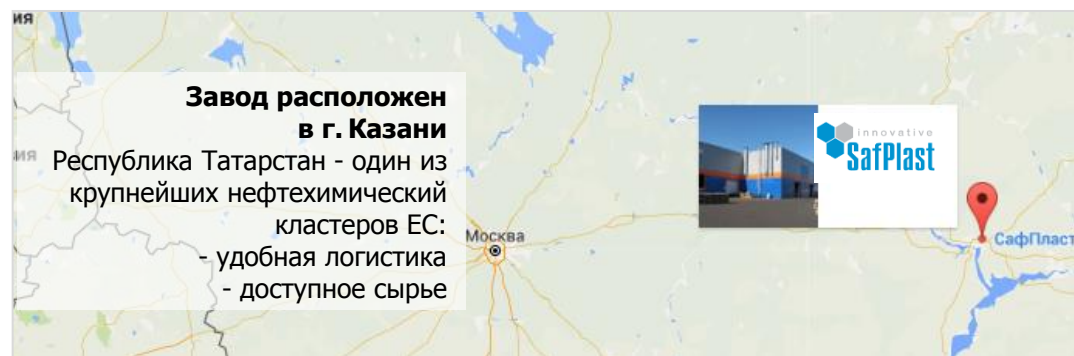 ия
Завод расположен
в г. Казани
ия
Республика Татарстан - один из
крупнейших нефтехимический
кластеров ЕС:
- удобная логистика
- доступное сырье
Москва
innovative
SafPlast
СафПласт